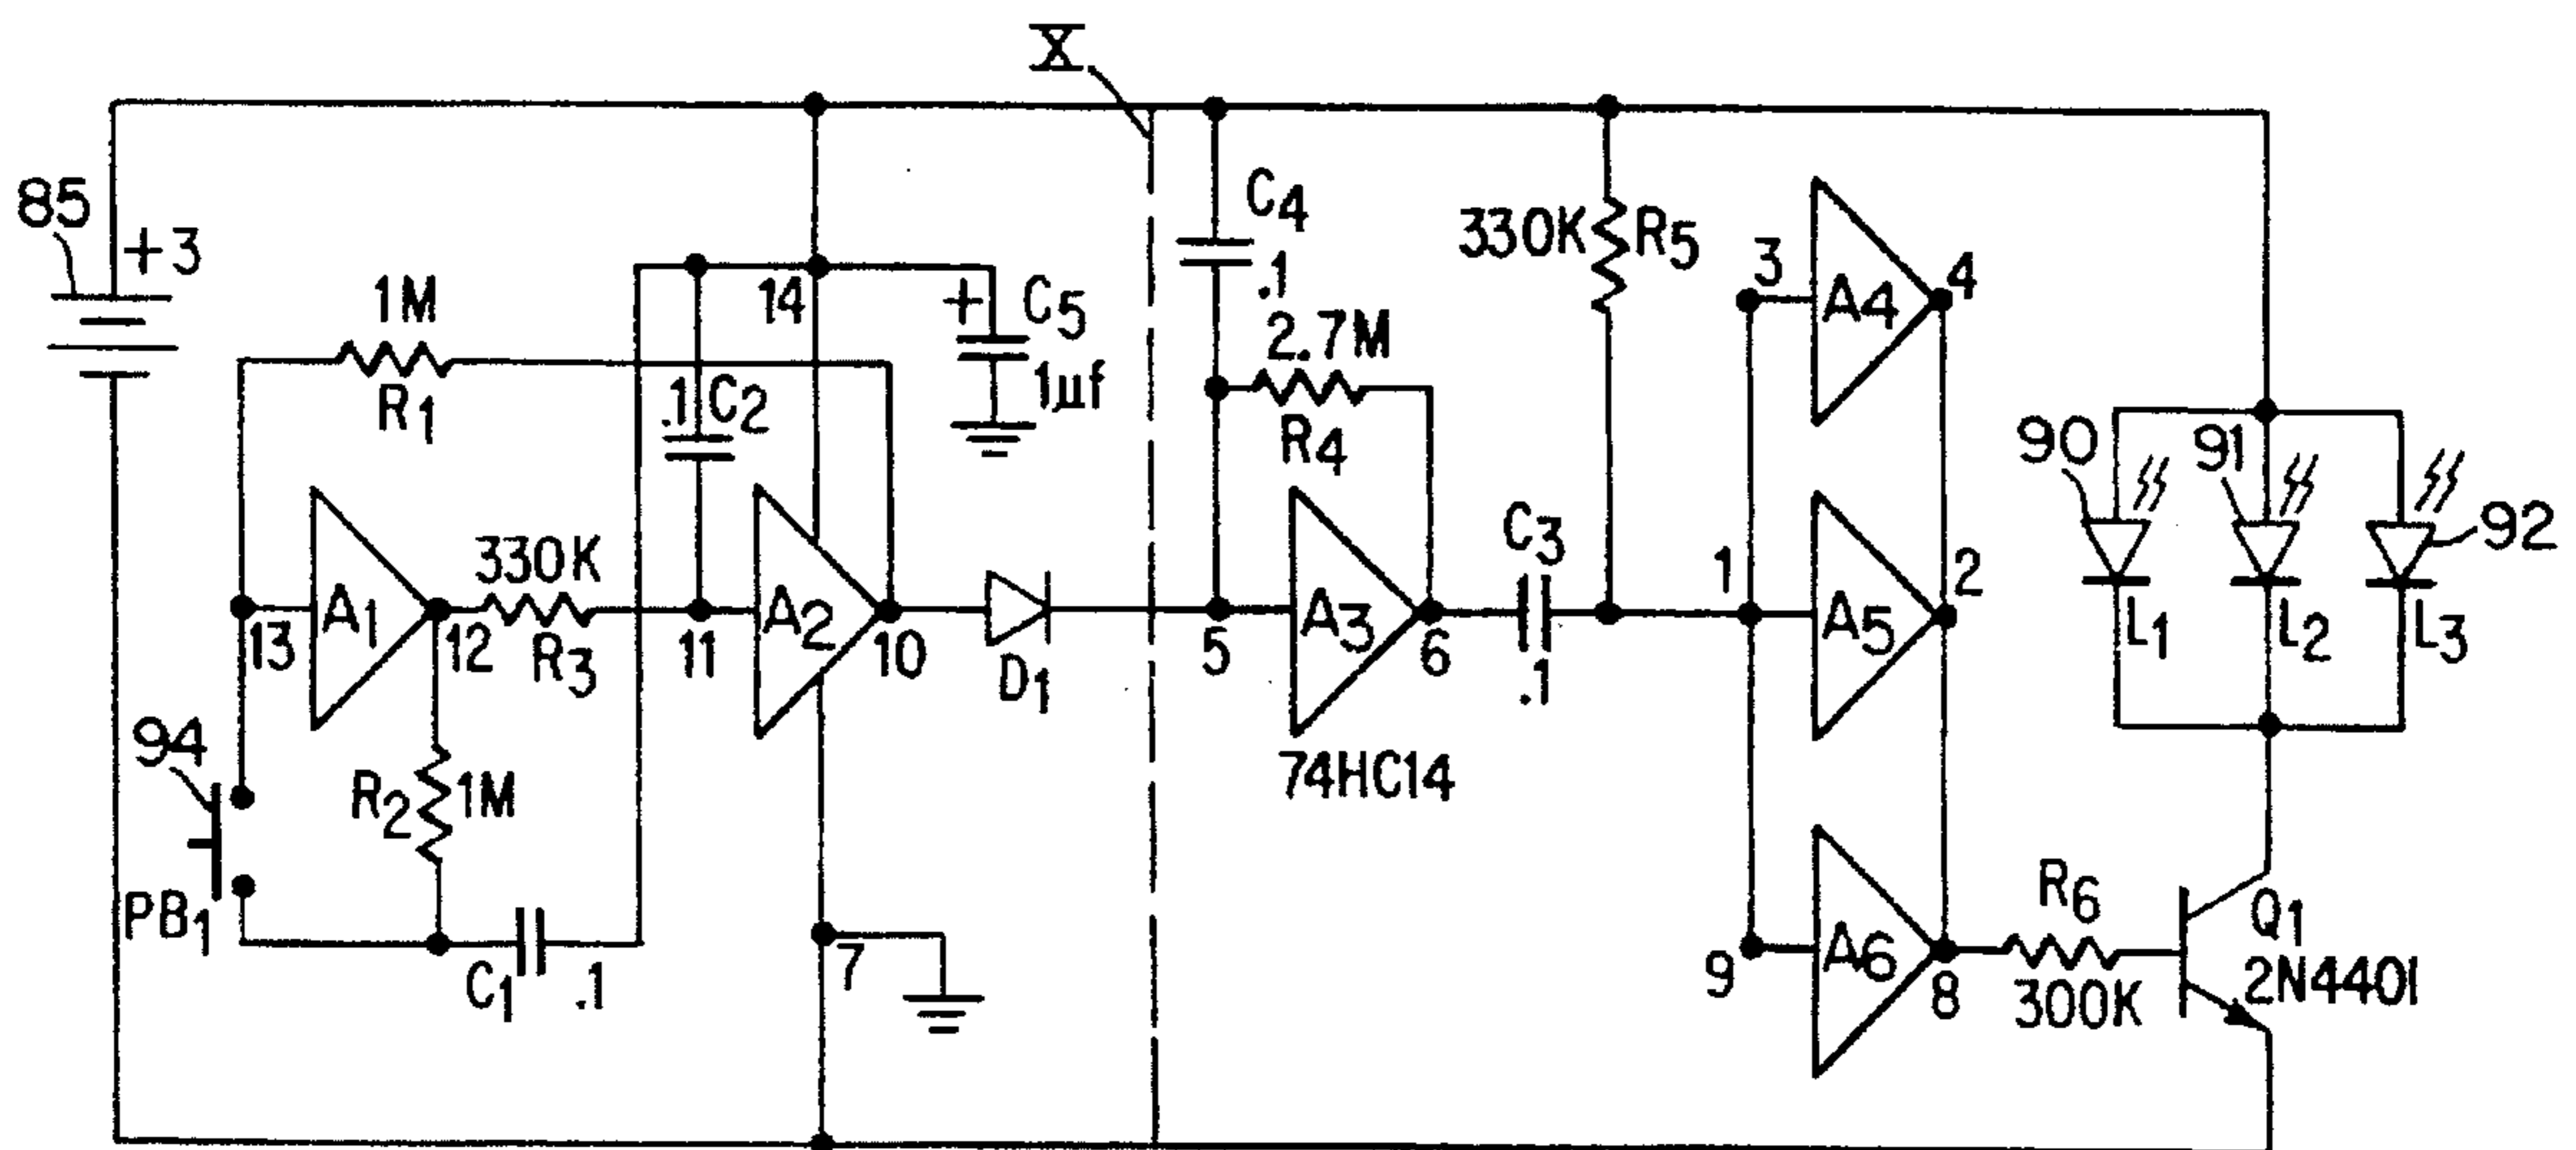 X
85
+3
1M
R1
14
+
C5
1µf
.1
C2
C4
.1
2.7M
R4
330K
R5
3
A4
4
90
91
92
L1
L2
L3
13
A1
12
330K
R3
11
A2
10
D1
5
A3
6
74HC14
C3
.1
1
A5
2
94
PB1
R2
1M
C1
.1
7
9
A6
8
R6
300K
Q1
2N4401